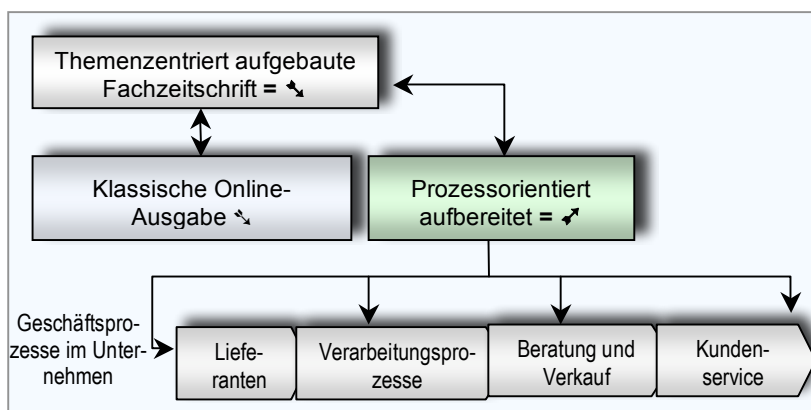 Themenzentriert aufgebaute
Fachzeitschrift = ➘
Klassische Online-
Ausgabe ➘
Prozessorientiert
aufbereitet = ➚
Geschäftspro-
zesse im Unter-
nehmen
Liefe-
ranten
Verarbeitungspro-
zesse
Beratung und
Verkauf
Kunden-
service